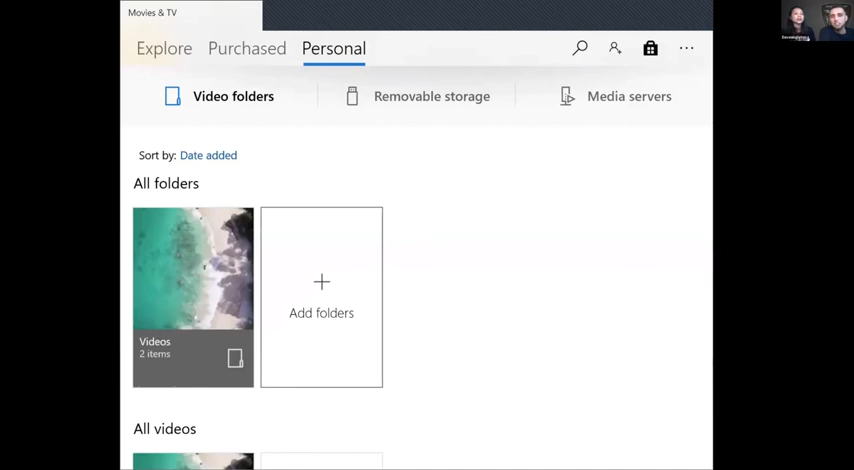 Movies & TV
Explore Purchased Personal
Video folders Removable storage Media servers
Sort by: Date added
All folders
Videos
2 items
Add folders
All videos